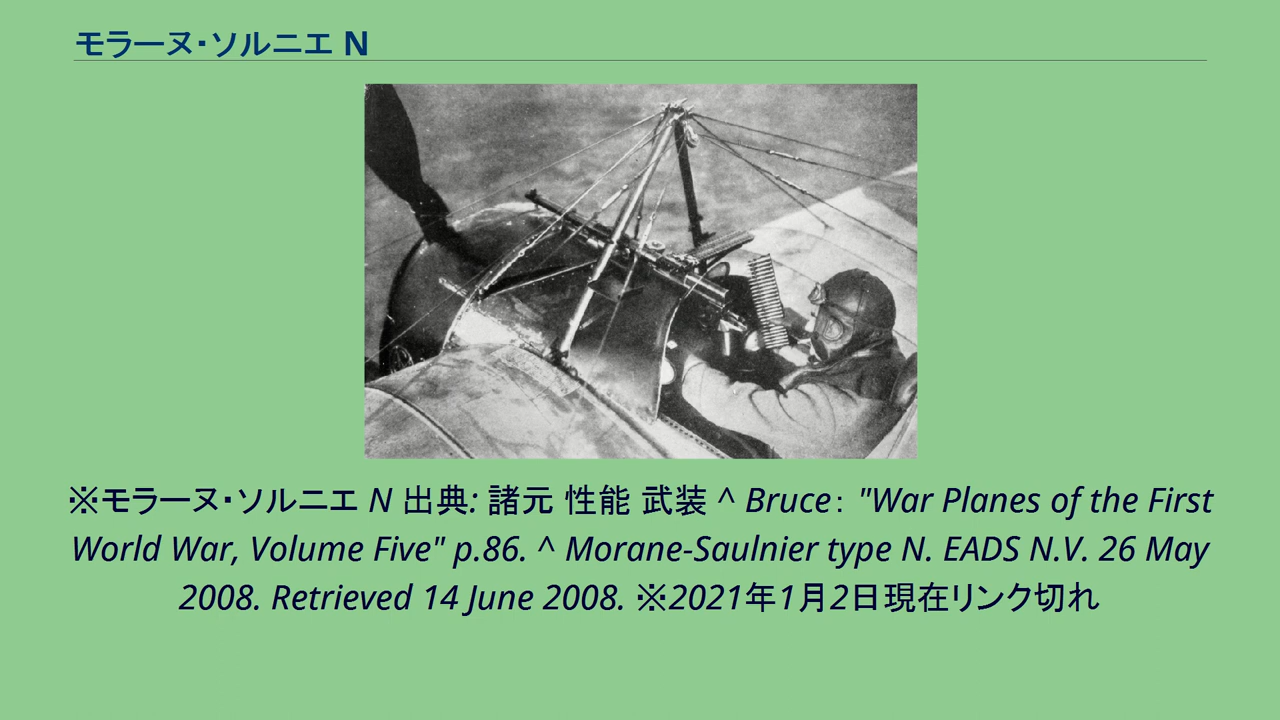 モラーヌ・ソルニエ N
※モラーヌ・ソルニエ N 出典: 諸元 性能 武装 ^ Bruce："War Planes of the First
World War, Volume Five" p.86. ^ Morane-Saulnier type N. EADS N.V. 26 May
2008. Retrieved 14 June 2008. ※2021年1月2日現在リンク切れ